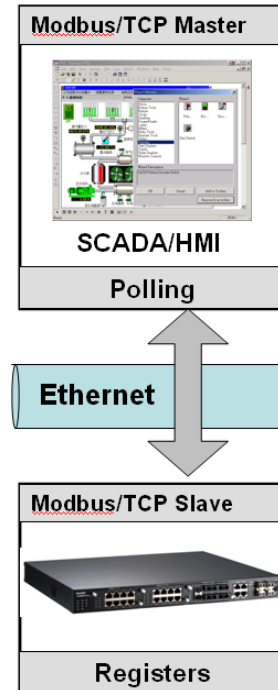 Modbus/TCP Master
SCADA/HMI
Polling
Ethernet
Modbus/TCP Slave
Registers